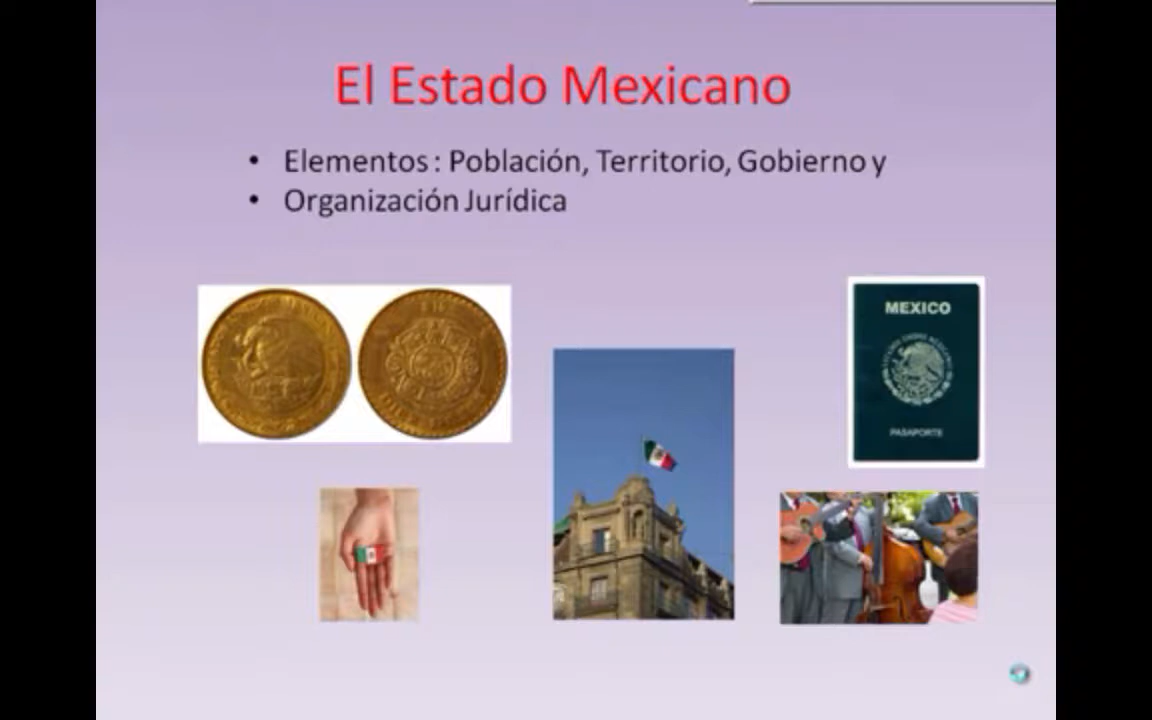 El Estado Mexicano
• Elementos : Población, Territorio, Gobierno y
• Organización Jurídica
MEXICO
PASAPORTE